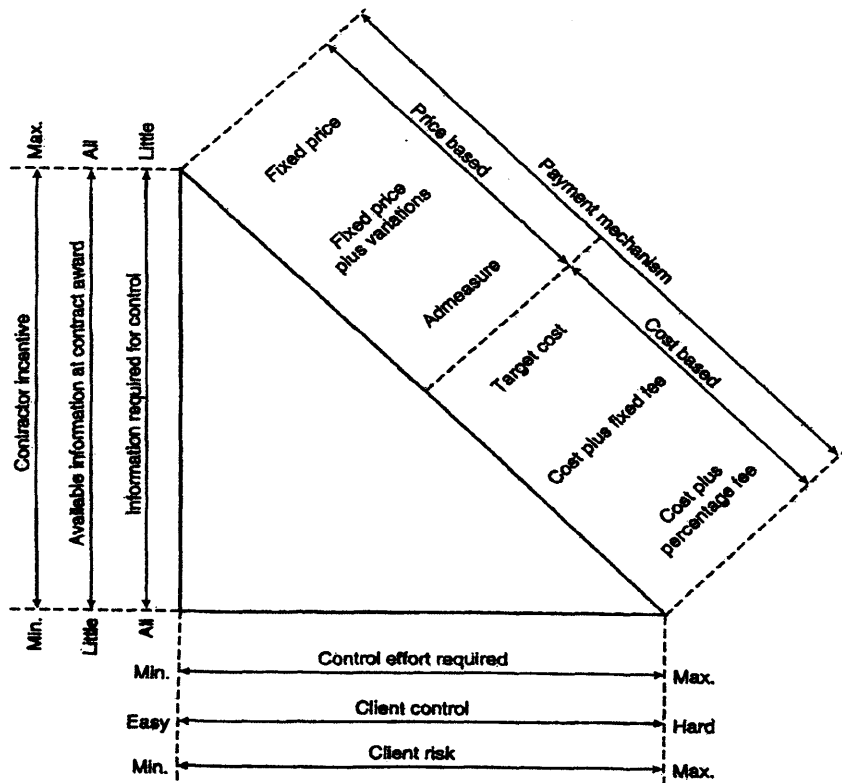 Max.
All
Little
Contractor incentive
Available information at contract award
Information required for control
Min.
Little
All
Fixed price
Fixed price
plus variations
Admeasure
Target cost
Cost plus fixed fee
Cost plus
percentage fee
Price based
Cost based
Payment mechanism
Min.
Control effort required
Max.
Easy
Client control
Hard
Min.
Client risk
Max.